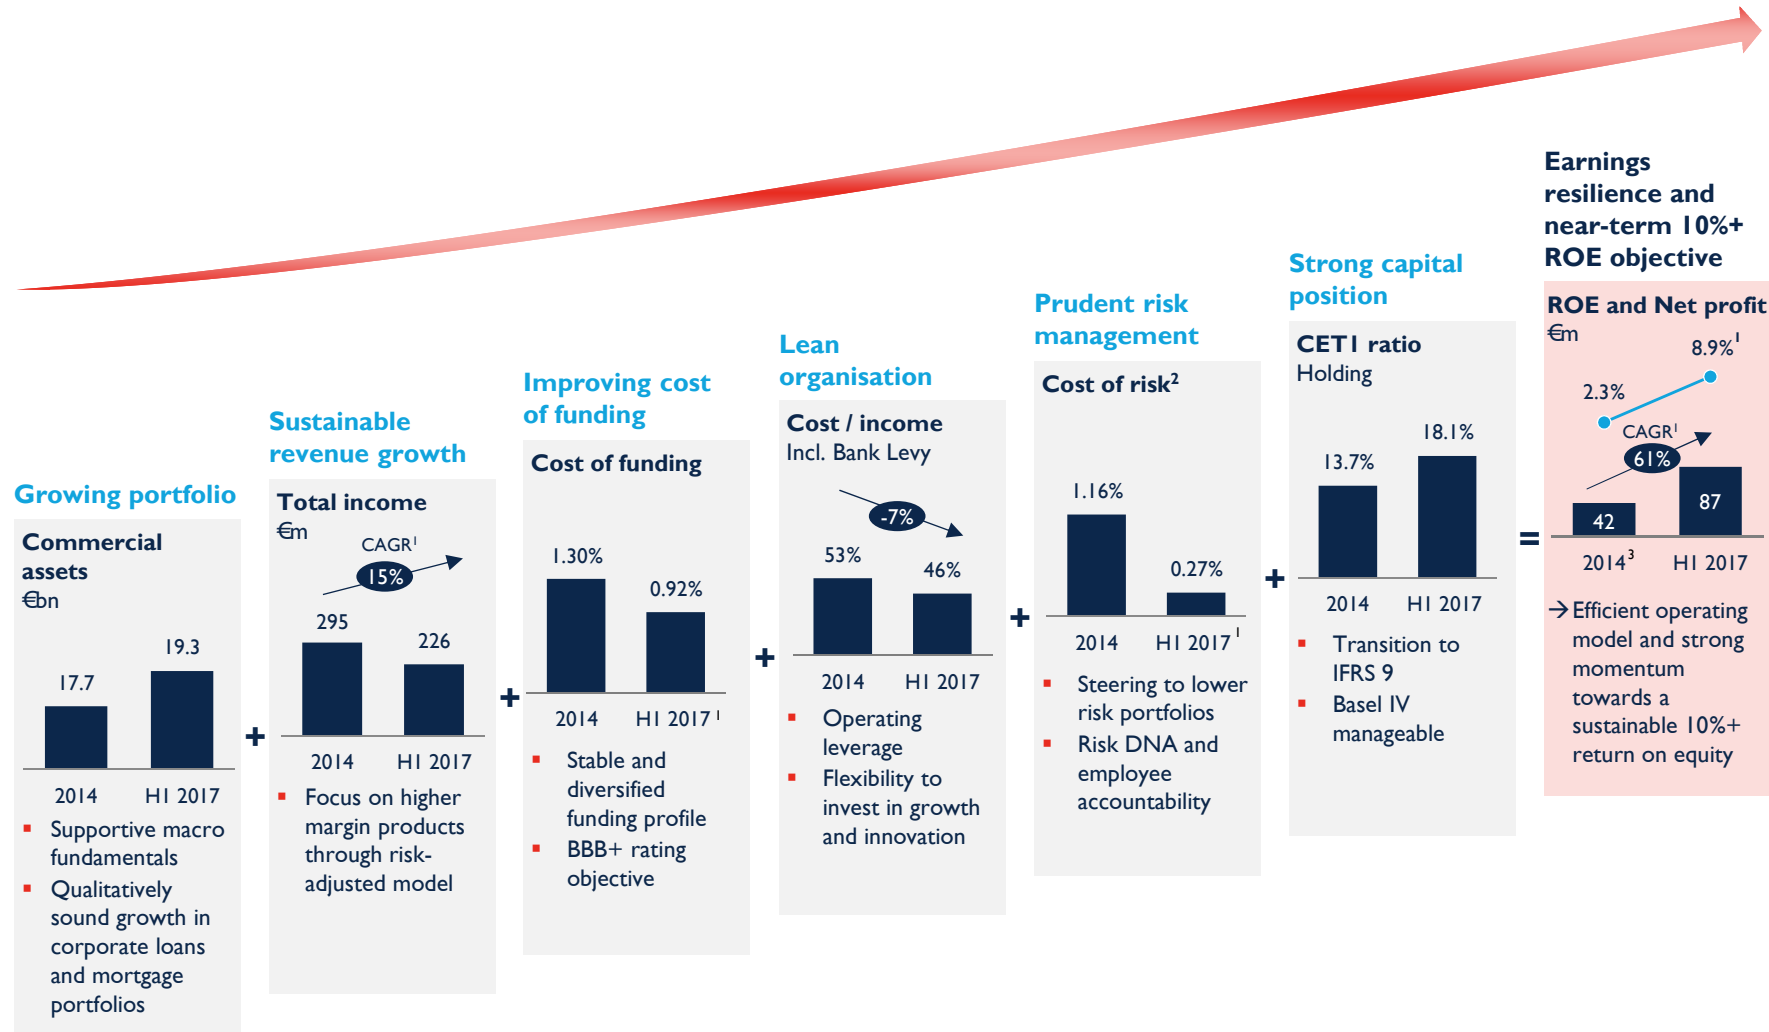 Growing portfolio
Commercial
assets
€bn
17.7
19.3
2014
H1 2017
▪ Supportive macro
fundamentals
▪ Qualitatively
sound growth in
corporate loans
and mortgage
portfolios
+
Sustainable
revenue growth
Total income
€m
CAGR¹
15%
295
226
2014
H1 2017
▪ Focus on higher
margin products
through risk-
adjusted model
+
Improving cost
of funding
Cost of funding
1.30%
0.92%
2014
H1 2017¹
▪ Stable and
diversified
funding profile
▪ BBB+ rating
objective
+
Lean
organisation
Cost / income
Incl. Bank Levy
-7%
53%
46%
2014
H1 2017
▪ Operating
leverage
▪ Flexibility to
invest in growth
and innovation
+
Prudent risk
management
Cost of risk²
1.16%
0.27%
2014
H1 2017¹
▪ Steering to lower
risk portfolios
▪ Risk DNA and
employee
accountability
+
Strong capital
position
CET1 ratio
Holding
13.7%
18.1%
2014
H1 2017
▪ Transition to
IFRS 9
▪ Basel IV
manageable
=
Earnings
resilience and
near-term 10%+
ROE objective
ROE and Net profit
€m
2.3%
8.9%¹
CAGR¹
61%
42
87
2014³
H1 2017
→ Efficient operating
model and strong
momentum
towards a
sustainable 10%+
return on equity